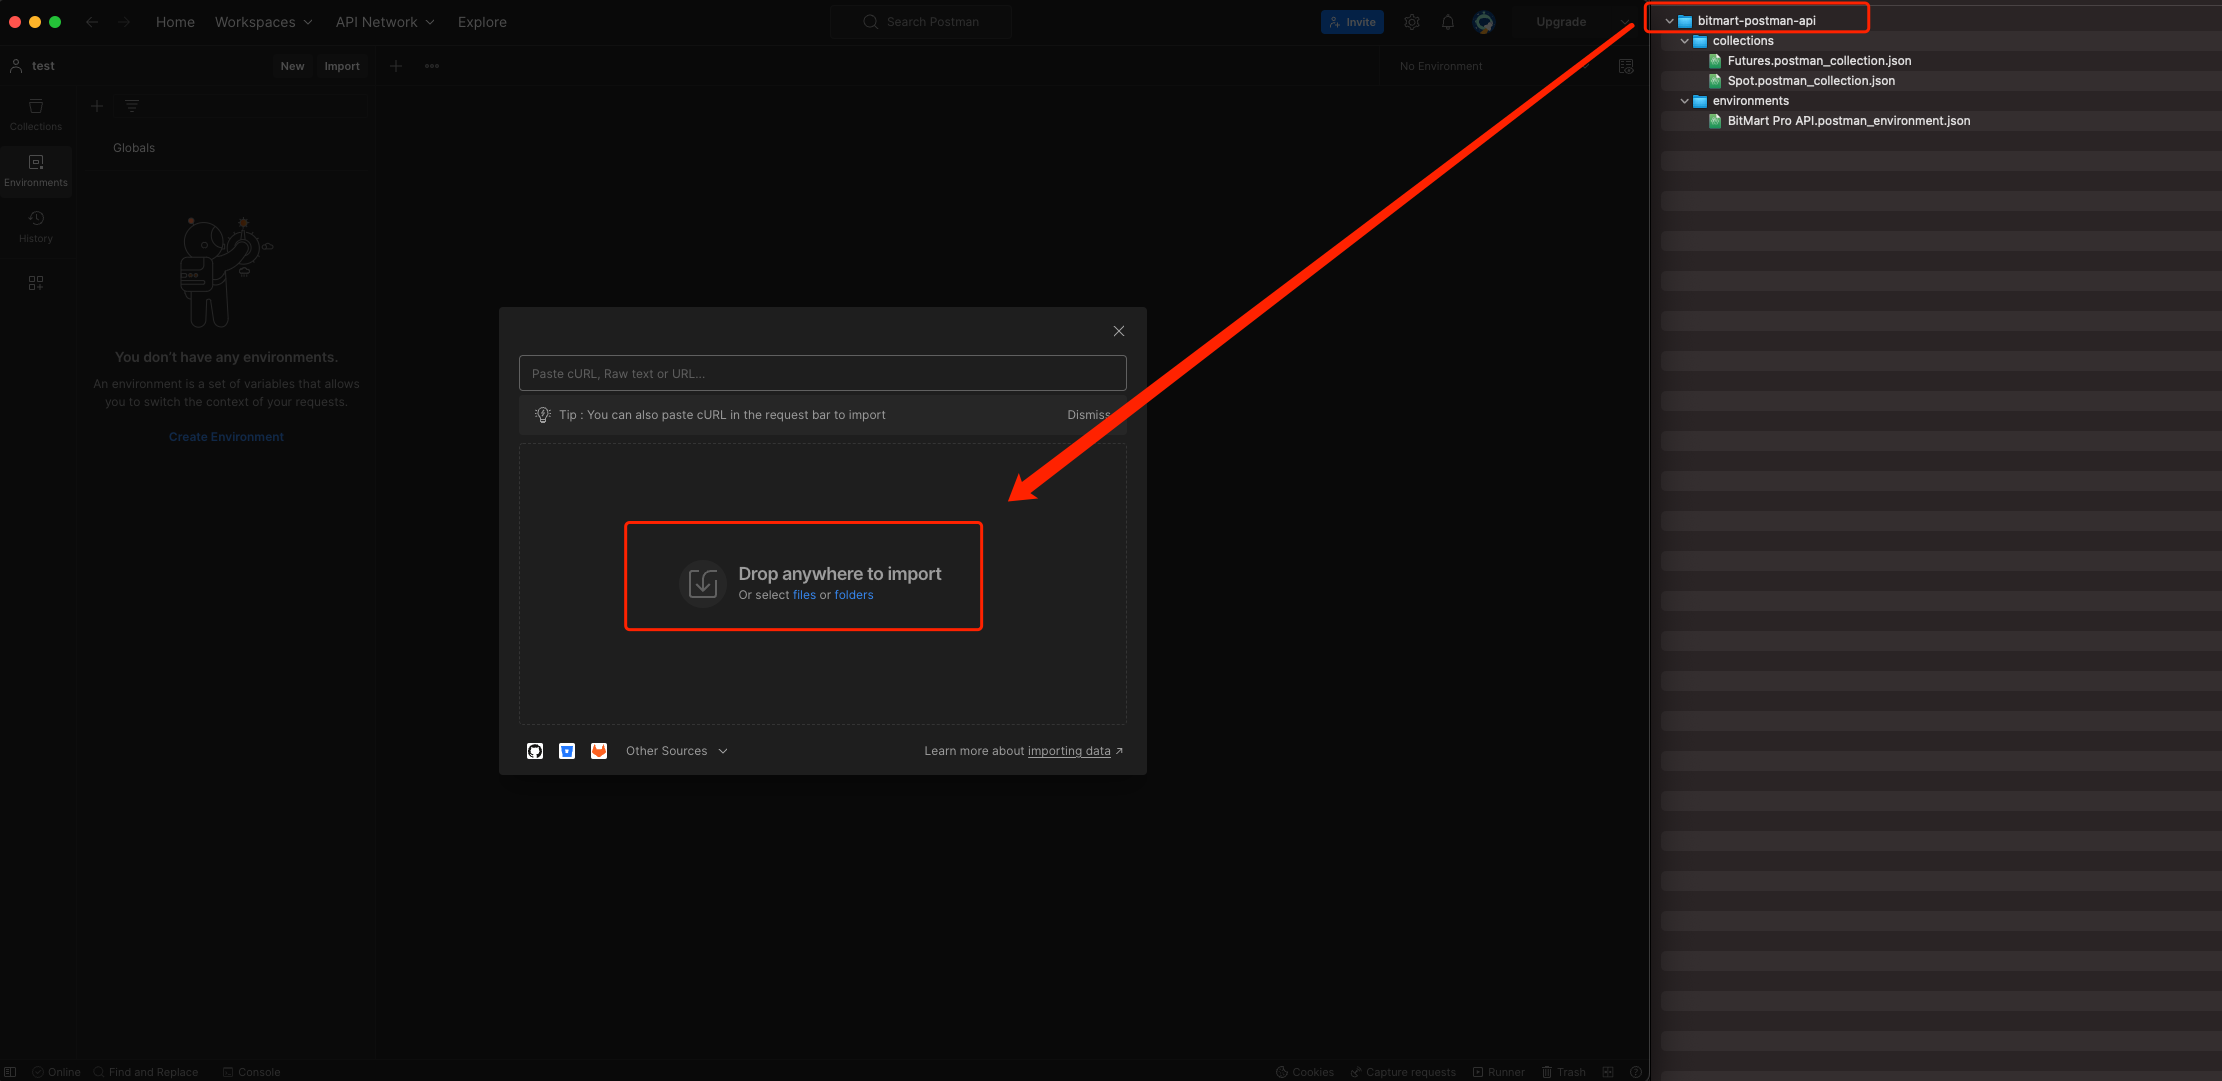 Home Workspaces API Network Explore Search Postman Invite Upgrade
test New Import No Environment
Collections
Environments
History
Globals
You don't have any environments.
An environment is a set of variables that allows
you to switch the context of your requests.
Create Environment
Paste cURL, Raw text or URL...
Tip : You can also paste cURL in the request bar to import Dismiss
Drop anywhere to import
Or select files or folders
Other Sources Learn more about importing data ↗
Online Find and Replace Console Cookies Capture requests Runner Trash
bitmart-postman-api
collections
Futures.postman_collection.json
Spot.postman_collection.json
environments
BitMart Pro API.postman_environment.json